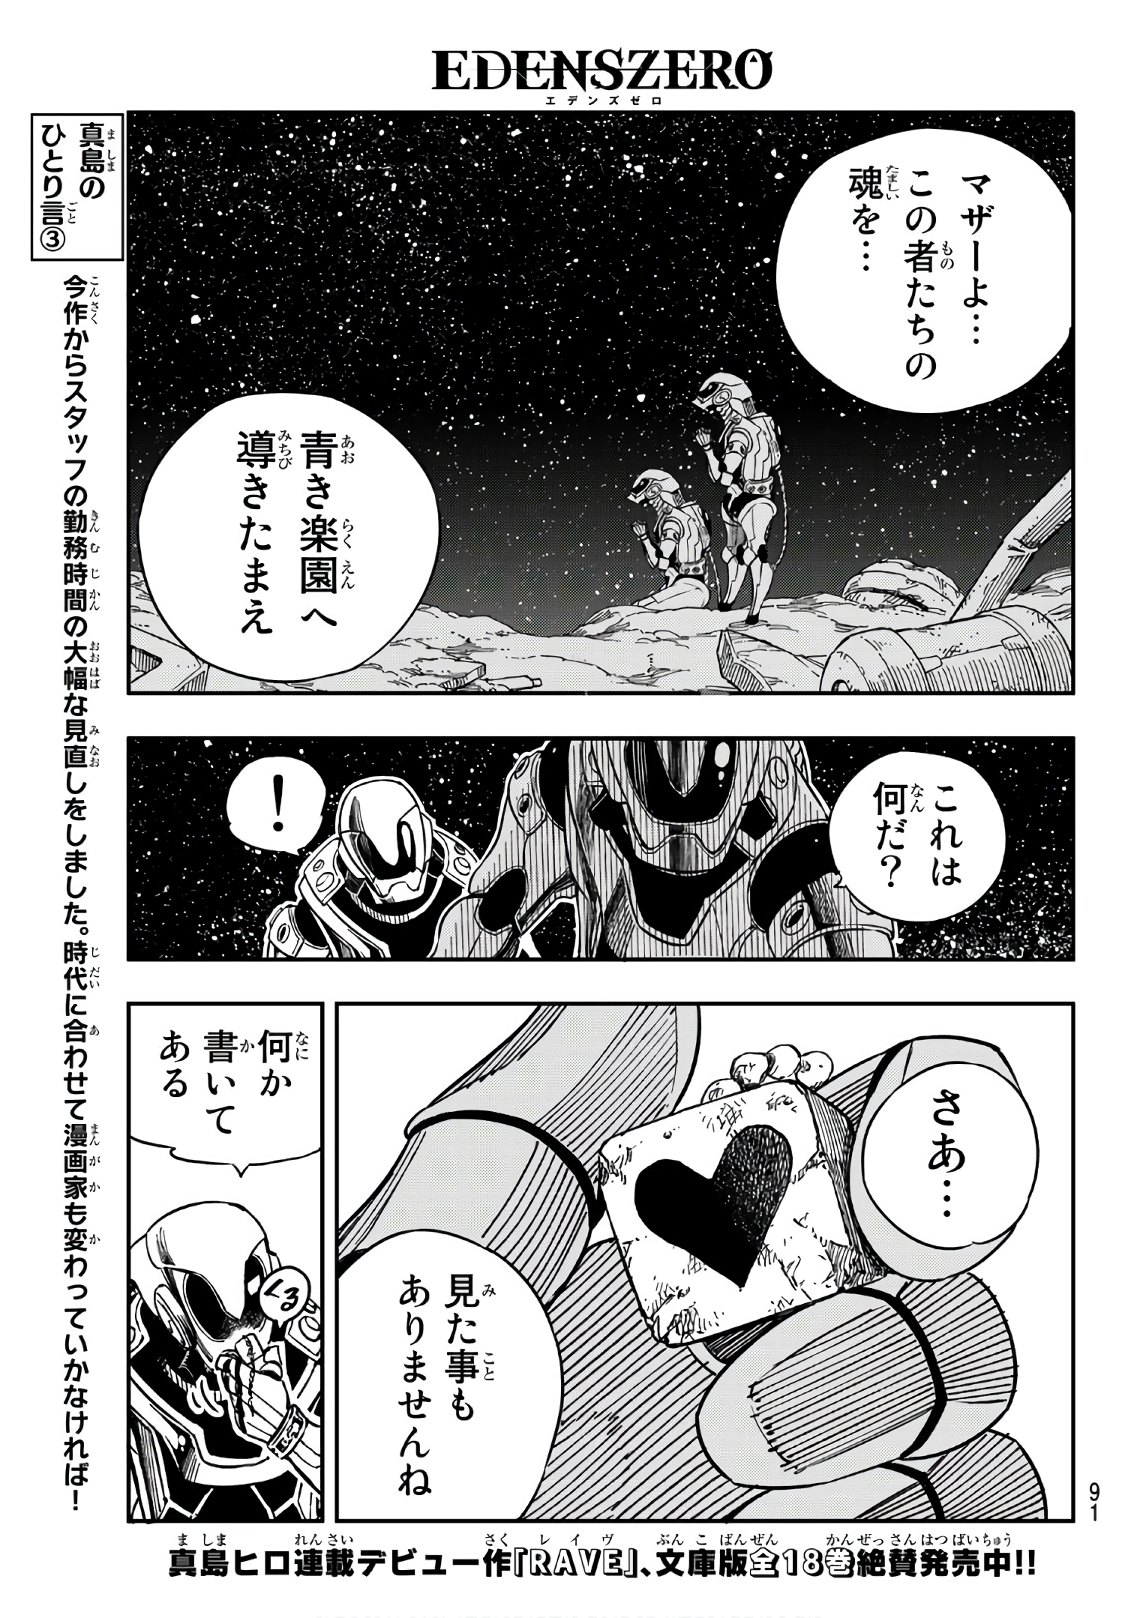 EDENSZERO
エデンズゼロ
マザーよ…
この者たちの
魂を…
青き楽園へ
導きたまえ
これは
何だ？
！
さあ…
見た事も
ありませんね
何か
書いて
ある
真島の
ひとり言③
今作からスタッフの勤務時間の大幅な見直しをしました。時代に合わせて漫画家も変わっていかなければ！
真島ヒロ連載デビュー作『RAVE』、文庫版全18巻絶賛発売中!!
91